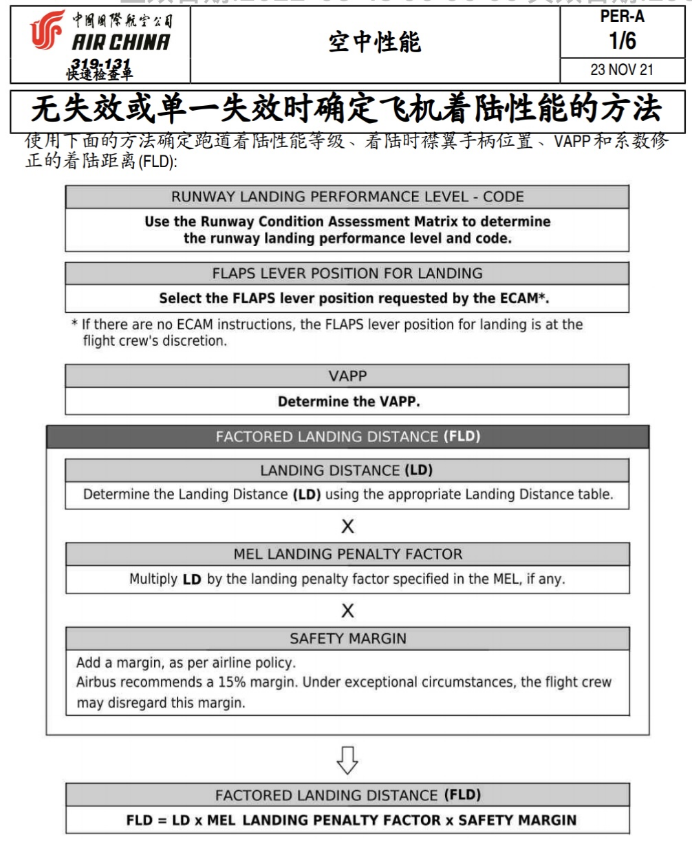 中国国际航空公司
AIR CHINA
319-131
快速检查单
空中性能
PER-A
1/6
23 NOV 21
无失效或单一失效时确定飞机着陆性能的方法
使用下面的方法确定跑道着陆性能等级、着陆时襟翼手柄位置、VAPP和系数修
正的着陆距离(FLD):
RUNWAY LANDING PERFORMANCE LEVEL - CODE
Use the Runway Condition Assessment Matrix to determine
the runway landing performance level and code.
FLAPS LEVER POSITION FOR LANDING
Select the FLAPS lever position requested by the ECAM*.
* If there are no ECAM instructions, the FLAPS lever position for landing is at the
flight crew's discretion.
VAPP
Determine the VAPP.
FACTORED LANDING DISTANCE (FLD)
LANDING DISTANCE (LD)
Determine the Landing Distance (LD) using the appropriate Landing Distance table.
X
MEL LANDING PENALTY FACTOR
Multiply LD by the landing penalty factor specified in the MEL, if any.
X
SAFETY MARGIN
Add a margin, as per airline policy.
Airbus recommends a 15% margin. Under exceptional circumstances, the flight crew
may disregard this margin.
FACTORED LANDING DISTANCE (FLD)
FLD = LD x MEL LANDING PENALTY FACTOR x SAFETY MARGIN